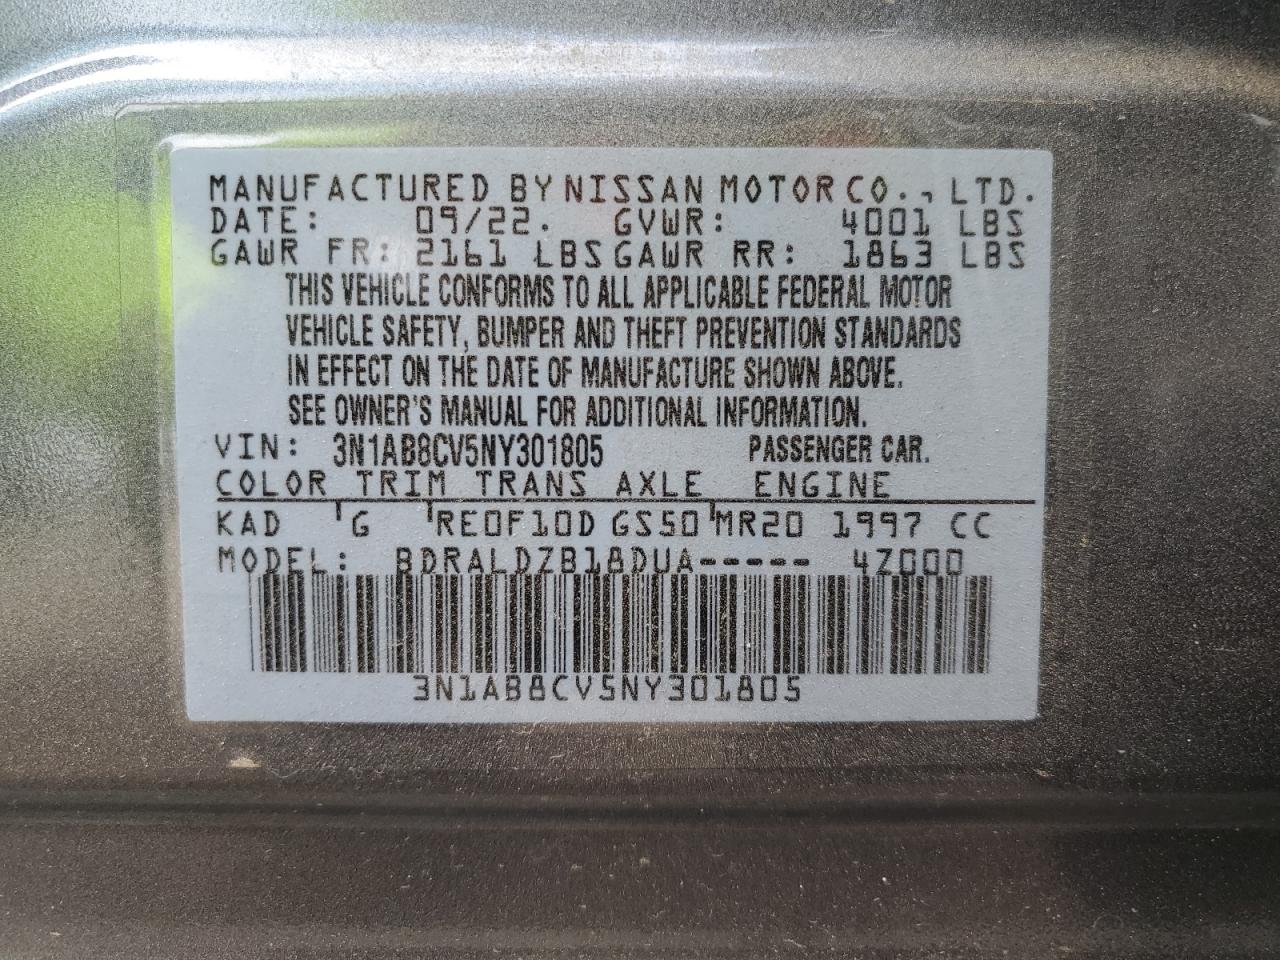 MANUFACTURED BY NISSAN MOTOR CO., LTD.
DATE: 09/22. GVWR: 4001 LBS
GAWR FR: 2161 LBS GAWR RR: 1863 LBS
THIS VEHICLE CONFORMS TO ALL APPLICABLE FEDERAL MOTOR
VEHICLE SAFETY, BUMPER AND THEFT PREVENTION STANDARDS
IN EFFECT ON THE DATE OF MANUFACTURE SHOWN ABOVE.
SEE OWNER'S MANUAL FOR ADDITIONAL INFORMATION.
VIN: 3N1AB8CV5NY301805 PASSENGER CAR.
COLOR TRIM TRANS AXLE ENGINE
KAD G RE0F10D GS50 MR20 1997 CC
MODEL: BDRALDZB18DUA----- 4Z000
3N1AB8CV5NY301805